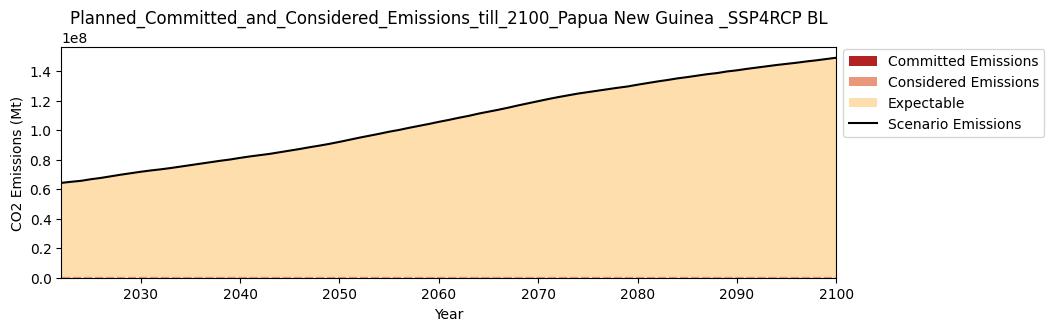 Planned_Committed_and_Considered_Emissions_till_2100_Papua New Guinea _SSP4RCP BL
1e8
1.4
1.2
1.0
0.8
0.6
0.4
0.2
0.0
CO2 Emissions (Mt)
2030 2040 2050 2060 2070 2080 2090 2100
Year
Committed Emissions
Considered Emissions
Expectable
Scenario Emissions